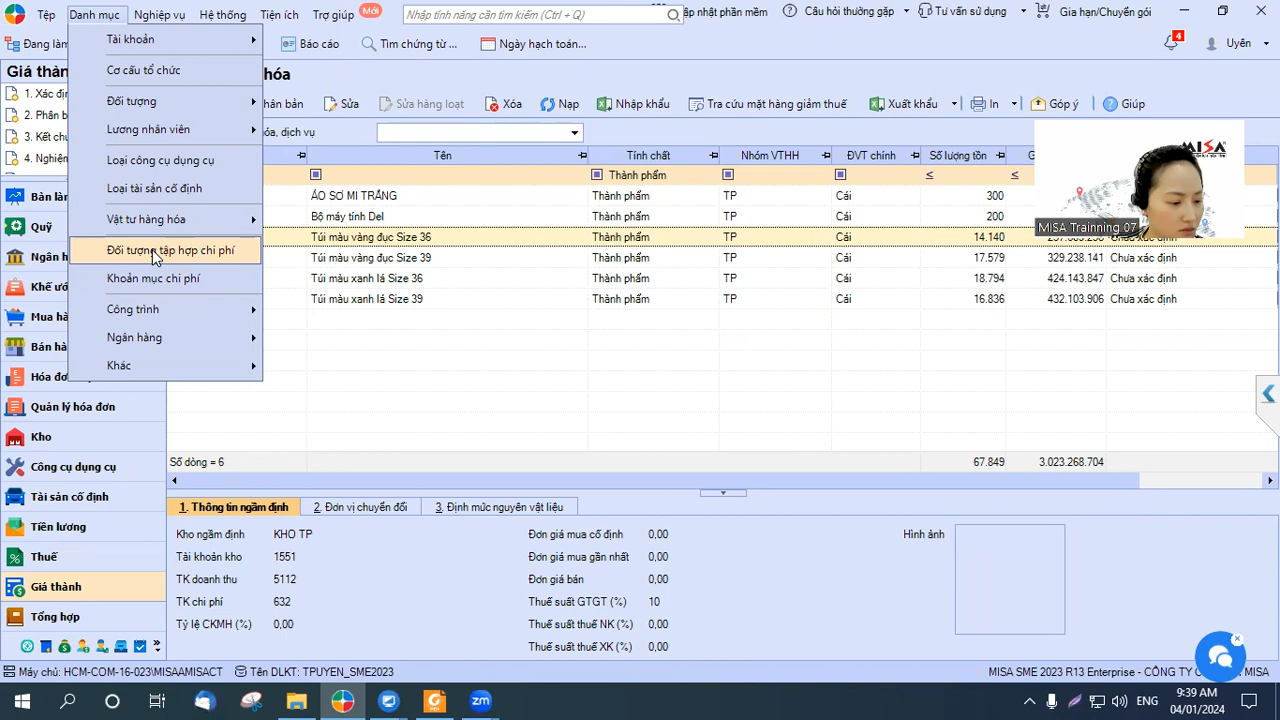 Tệp Danh mục Nghiệp vụ Hệ thống Tiện ích Trợ giúp Mới Nhập tính năng cần tìm kiếm (Ctrl + Q) nhập phần mềm Câu hỏi thường gặp Tư vấn sử dụng Gia hạn/Chuyển gói
Đang làm Báo cáo Tìm chứng từ ... Ngày hạch toán... 4 Uyên
Giá thành hóa
1. Xác địn
2. Phân b
3. Kết chu
4. Nghiệm
Tài khoản
Cơ cấu tổ chức
Đối tượng
Lương nhân viên
Loại công cụ dụng cụ
Loại tài sản cố định
Vật tư hàng hóa
Đối tượng tập hợp chi phí
Khoản mục chi phí
Công trình
Ngân hàng
Khác
hân bản Sửa Sửa hàng loạt Xóa Nạp Nhập khẩu Tra cứu mặt hàng giảm thuế Xuất khẩu In Góp ý Giúp
hóa, dịch vụ
Tên Tính chất Nhóm VTHH ĐVT chính Số lượng tồn G
Thành phẩm ≤ ≤
ÁO SƠ MI TRẮNG Thành phẩm TP Cái 300
Bộ máy tính Del Thành phẩm TP Cái 200
Túi màu vàng đục Size 36 Thành phẩm TP Cái 14.140 Chưa xác định
Túi màu vàng đục Size 39 Thành phẩm TP Cái 17.579 329.238.141 Chưa xác định
Túi màu xanh lá Size 36 Thành phẩm TP Cái 18.794 424.143.847 Chưa xác định
Túi màu xanh lá Size 39 Thành phẩm TP Cái 16.836 432.103.906 Chưa xác định
MISA
MISA Trainning 07
Số dòng = 6 67.849 3.023.268.704
Bàn làm
Quỹ
Ngân h
Khế ước
Mua hà
Bán hà
Hóa đơ
Quản lý hóa đơn
Kho
Công cụ dụng cụ
Tài sản cố định
Tiền lương
Thuế
Giá thành
Tổng hợp
1. Thông tin ngầm định 2. Đơn vị chuyển đổi 3. Định mức nguyên vật liệu
Kho ngầm định KHO TP Đơn giá mua cố định 0,00 Hình ảnh
Tài khoản kho 1551 Đơn giá mua gần nhất 0,00
TK doanh thu 5112 Đơn giá bán 0,00
TK chi phí 632 Thuế suất GTGT (%) 10
Tỷ lệ CKMH (%) 0,00 Thuế suất thuế NK (%) 0,00
Thuế suất thuế XK (%) 0,00
Máy chủ: HCM-COM-16-023\MISAAMISACT Tên DLKT: TPUYEN_SME2023 MISA SME 2023 R13 Enterprise - CÔNG TY C
zm ENG 9:39 AM
04/01/2024